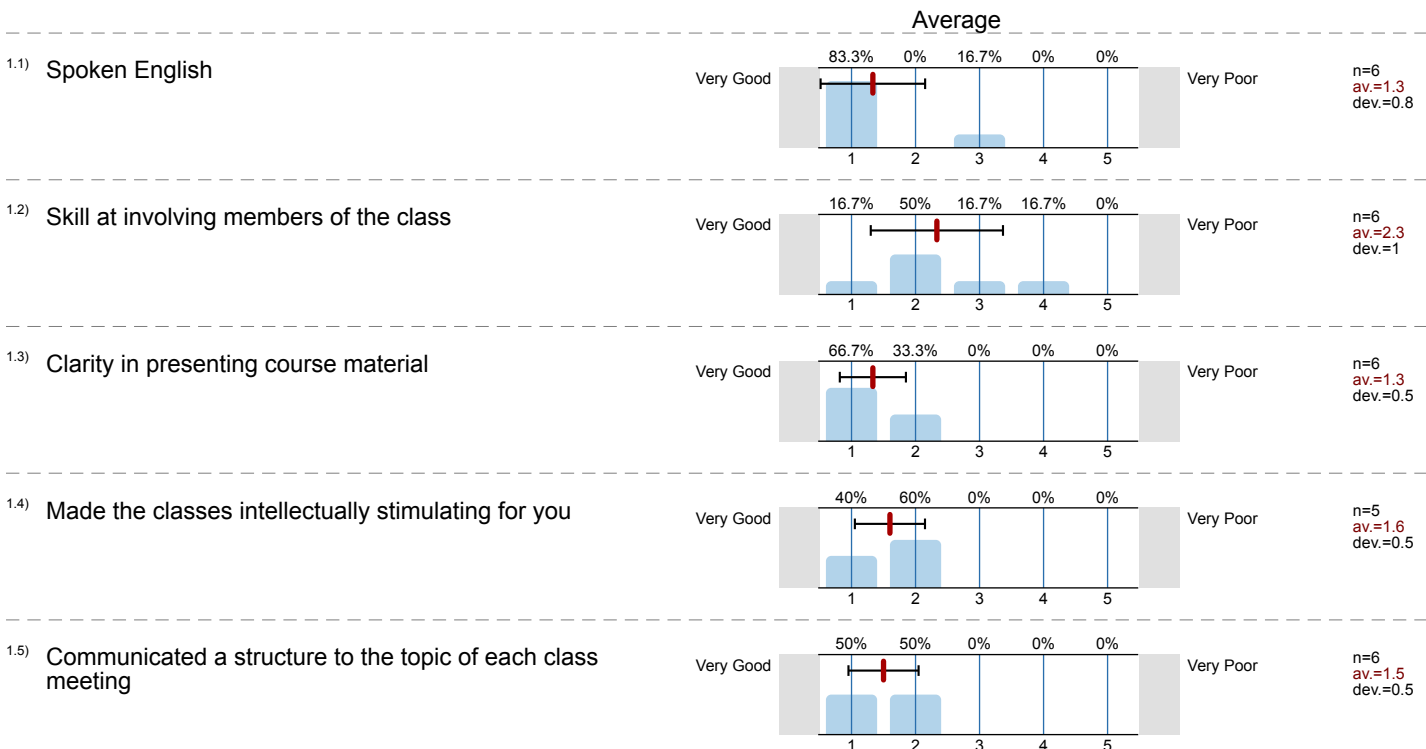 Average
1.1) Spoken English
83.3% 0% 16.7% 0% 0%
Very Good Very Poor
n=6
av.=1.3
dev.=0.8
1 2 3 4 5
1.2) Skill at involving members of the class
16.7% 50% 16.7% 16.7% 0%
Very Good Very Poor
n=6
av.=2.3
dev.=1
1 2 3 4 5
1.3) Clarity in presenting course material
66.7% 33.3% 0% 0% 0%
Very Good Very Poor
n=6
av.=1.3
dev.=0.5
1 2 3 4 5
1.4) Made the classes intellectually stimulating for you
40% 60% 0% 0% 0%
Very Good Very Poor
n=5
av.=1.6
dev.=0.5
1 2 3 4 5
1.5) Communicated a structure to the topic of each class
meeting
50% 50% 0% 0% 0%
Very Good Very Poor
n=6
av.=1.5
dev.=0.5
1 2 3 4 5